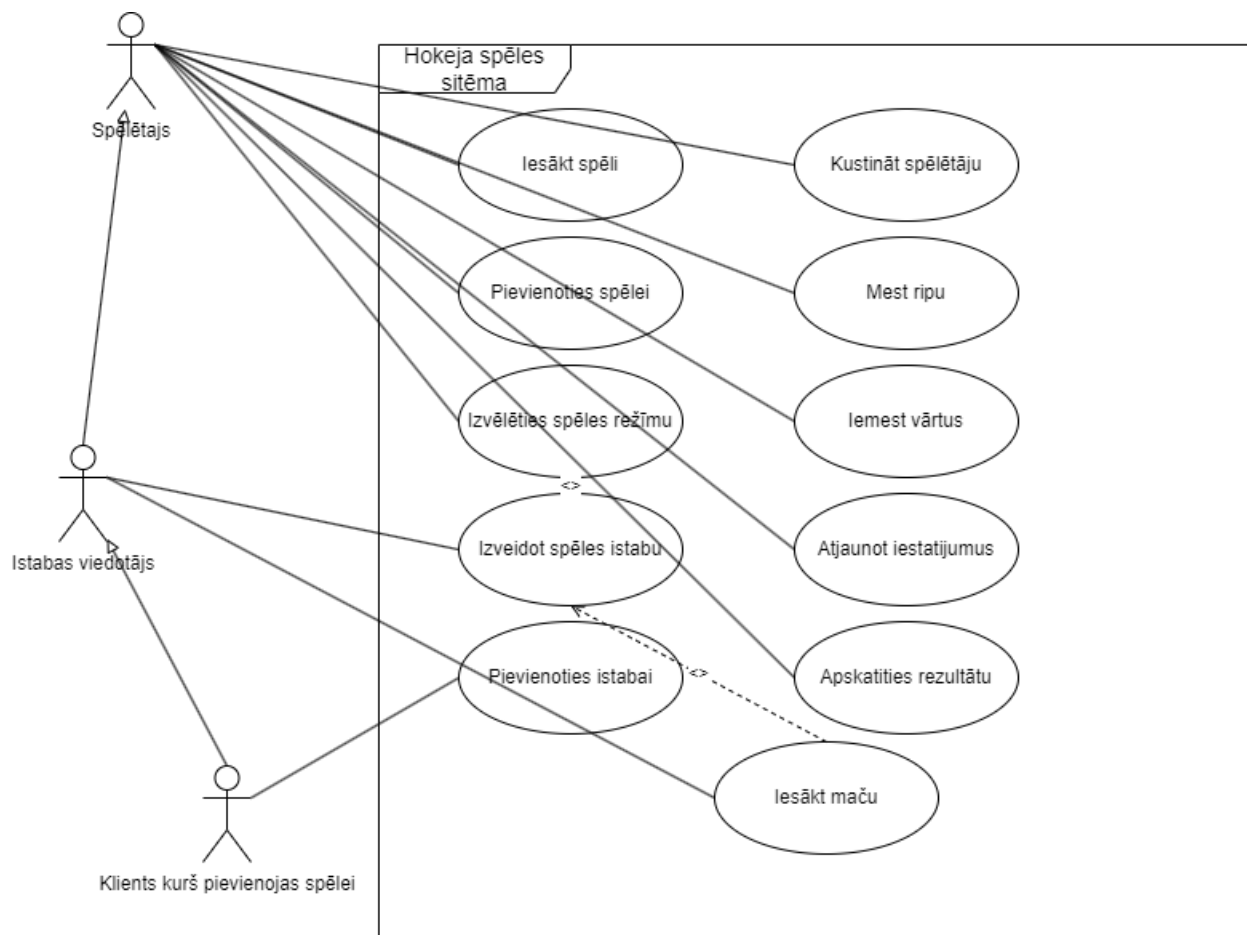 Hokeja spēles
sitēma
Spēlētajs
Iesākt spēli
Kustināt spēlētāju
Pievienoties spēlei
Mest ripu
Izvēlēties spēles režīmu
Iemest vārtus
<>
Izveidot spēles istabu
Atjaunot iestatijumus
Istabas viedotājs
Pievienoties istabai
<>
Apskatities rezultātu
Iesākt maču
Klients kurš pievienojas spēlei